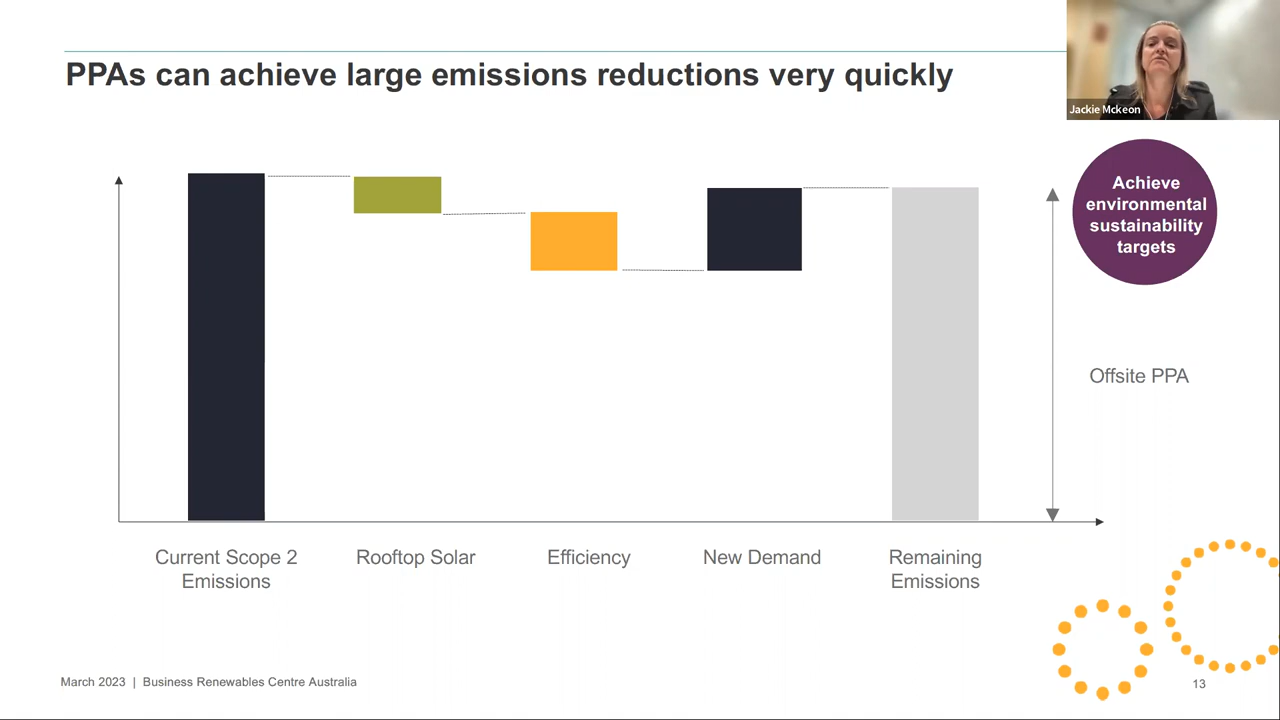 PPAs can achieve large emissions reductions very quickly
Jackie Mckeon
Achieve
environmental
sustainability
targets
Offsite PPA
Current Scope 2
Emissions
Rooftop Solar
Efficiency
New Demand
Remaining
Emissions
March 2023 | Business Renewables Centre Australia
13